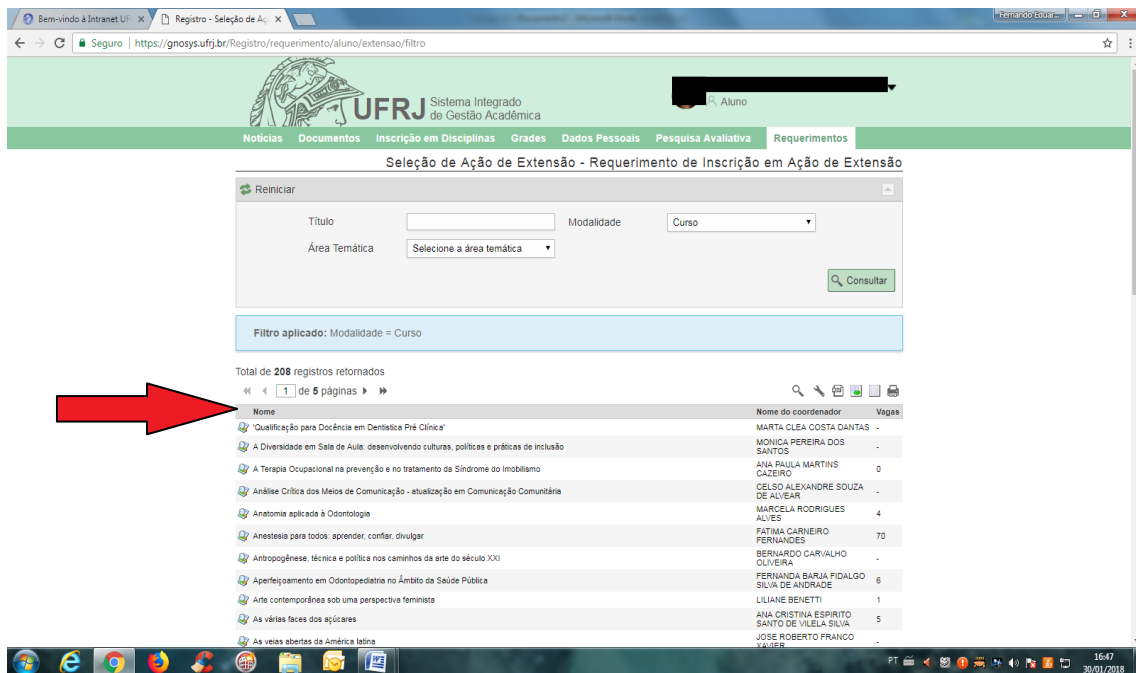 Bem-vindo à Intranet UF
Registro - Seleção de Aç
Fernando Eduar...
Seguro | https://gnosys.ufrj.br/Registro/requerimento/aluno/extensao/filtro
UFRJ Sistema Integrado
de Gestão Acadêmica
Aluno
Notícias Documentos Inscrição em Disciplinas Grades Dados Pessoais Pesquisa Avaliativa Requerimentos
Seleção de Ação de Extensão - Requerimento de Inscrição em Ação de Extensão
Reiniciar
Título Modalidade Curso
Área Temática Selecione a área temática
Consultar
Filtro aplicado: Modalidade = Curso
Total de 208 registros retornados
1 de 5 páginas
Nome Nome do coordenador Vagas
'Qualificação para Docência em Dentistica Pré Clínica' MARTA CLEA COSTA DANTAS -
A Diversidade em Sala de Aula: desenvolvendo culturas, políticas e práticas de inclusão MONICA PEREIRA DOS SANTOS -
A Terapia Ocupacional na prevenção e no tratamento da Síndrome do Imobilismo ANA PAULA MARTINS CAZEIRO 0
Análise Crítica dos Meios de Comunicação - atualização em Comunicação Comunitária CELSO ALEXANDRE SOUZA DE ALVEAR -
Anatomia aplicada à Odontologia MARCELA RODRIGUES ALVES 4
Anestesia para todos: aprender, confiar, divulgar FATIMA CARNEIRO FERNANDES 70
Antropogênese, técnica e política nos caminhos da arte do século XXI BERNARDO CARVALHO OLIVEIRA -
Aperfeiçoamento em Odontopediatria no Âmbito da Saúde Pública FERNANDA BARJA FIDALGO SILVA DE ANDRADE 6
Arte contemporânea sob uma perspectiva feminista LILIANE BENETTI 1
As várias faces dos açúcares ANA CRISTINA ESPIRITO SANTO DE VILELA SILVA 5
As veias abertas da América latina JOSE ROBERTO FRANCO XAVIER -
PT 16:47
30/01/2018